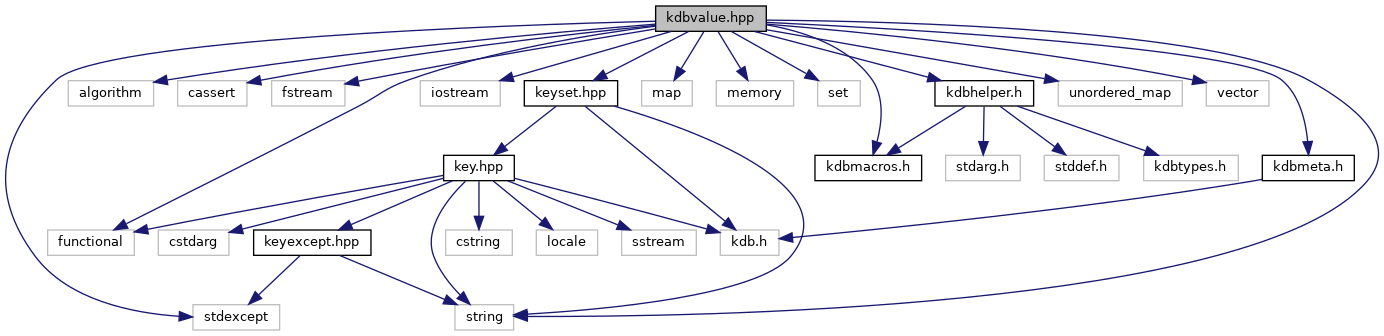 kdbvalue.hpp
algorithm
cassert
fstream
iostream
keyset.hpp
map
memory
set
kdbhelper.h
unordered_map
vector
key.hpp
kdbmacros.h
stdarg.h
stddef.h
kdbtypes.h
kdbmeta.h
functional
cstdarg
keyexcept.hpp
cstring
locale
sstream
kdb.h
stdexcept
string